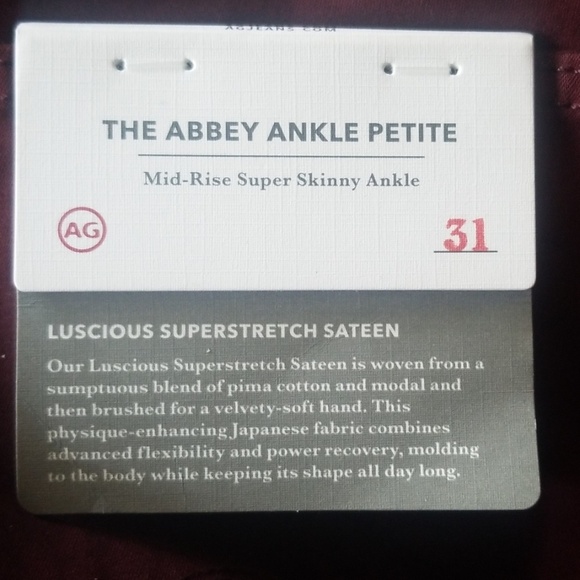 AGJEANS.COM
THE ABBEY ANKLE PETITE
Mid-Rise Super Skinny Ankle
AG
31
LUSCIOUS SUPERSTRETCH SATEEN
Our Luscious Superstretch Sateen is woven from a
sumptuous blend of pima cotton and modal and
then brushed for a velvety-soft hand. This
physique-enhancing Japanese fabric combines
advanced flexibility and power recovery, molding
to the body while keeping its shape all day long.